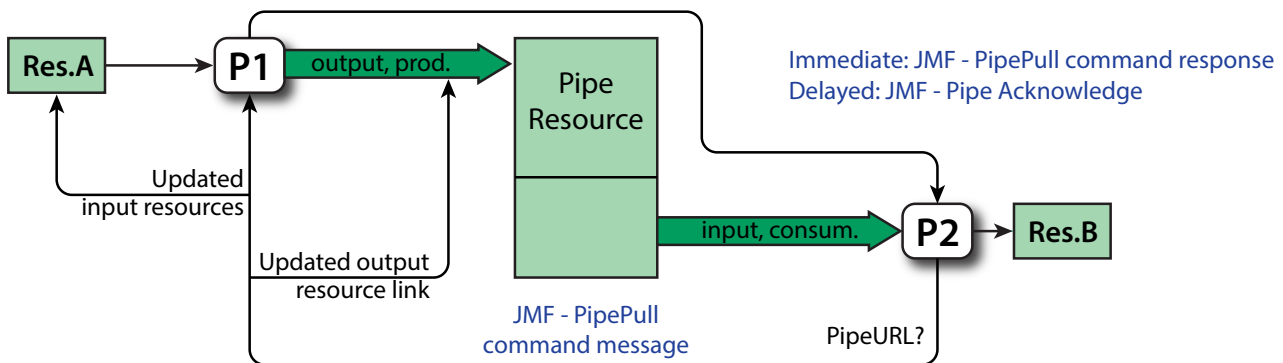 Res.A
P1
output, prod.
Pipe
Resource
Immediate: JMF - PipePull command response
Delayed: JMF - Pipe Acknowledge
Updated
input resources
input, consum.
P2
Res.B
Updated output
resource link
JMF - PipePull
command message
PipeURL?